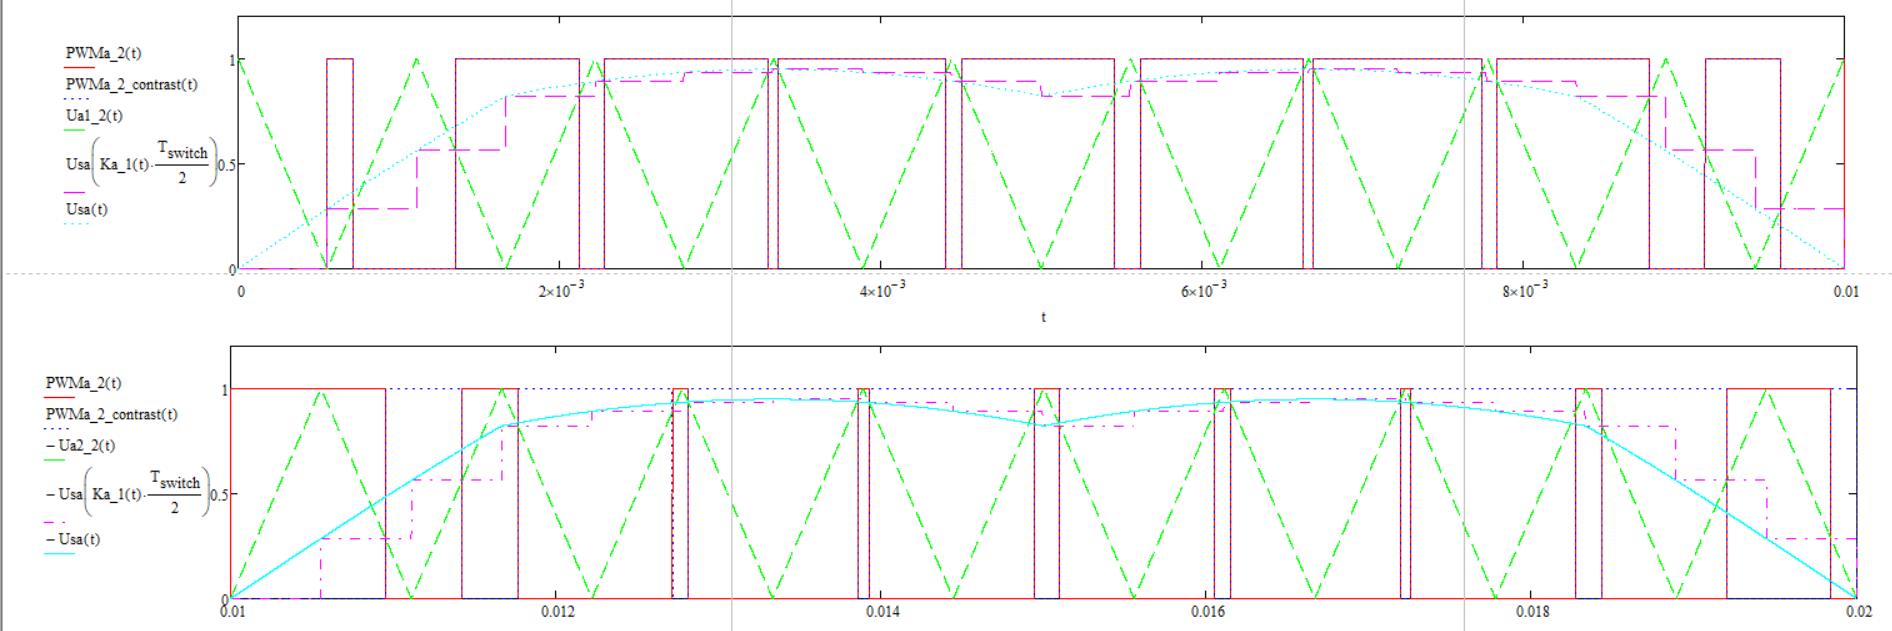 PWMa_2(t)
PWMa_2_contrast(t)
Ua1_2(t)
Usa(Ka_1(t)·T_switch/2)
Usa(t)
1
0.5
0
0 2×10⁻³ 4×10⁻³ 6×10⁻³ 8×10⁻³ 0.01
t
PWMa_2(t)
PWMa_2_contrast(t)
− Ua2_2(t)
− Usa(Ka_1(t)·T_switch/2)
− Usa(t)
1
0.5
0
0.01 0.012 0.014 0.016 0.018 0.02